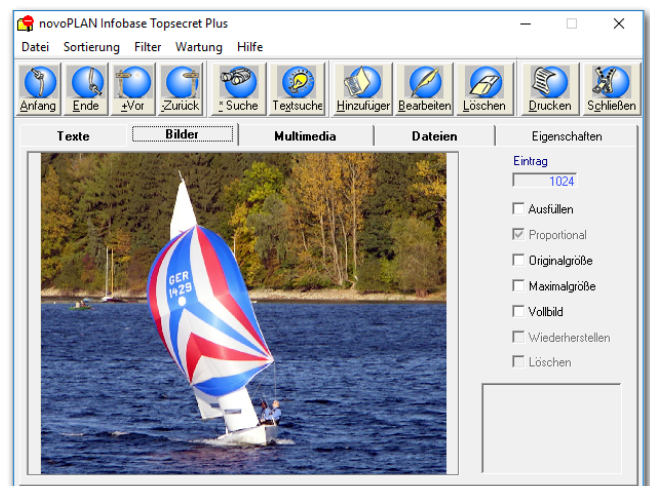 novoPLAN Infobase Topsecret Plus
Datei Sortierung Filter Wartung Hilfe
Anfang Ende +Vor -Zurück * Suche Textsuche Hinzufüger Bearbeiten Löschen Drucken Schließen
Texte Bilder Multimedia Dateien Eigenschaften
Eintrag
1024
Ausfüllen
Proportional
Originalgröße
Maximalgröße
Vollbild
Wiederherstellen
Löschen
GER
1429